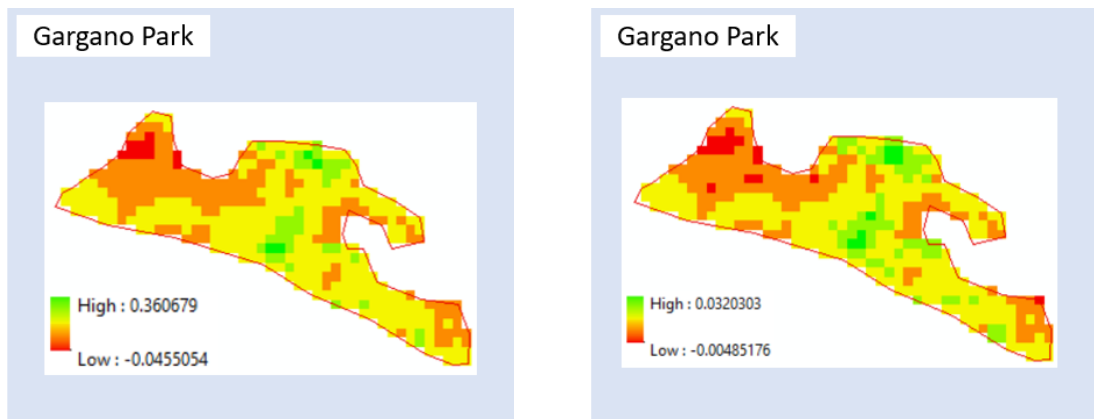 Gargano Park
High : 0.360679
Low : -0.0455054
Gargano Park
High : 0.0320303
Low : -0.00485176